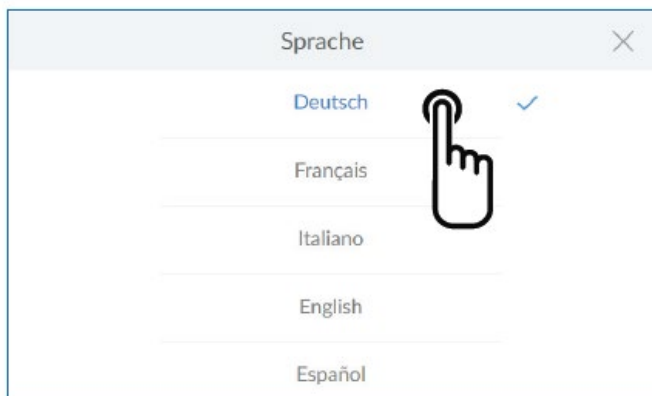 Sprache
Deutsch
Français
Italiano
English
Español